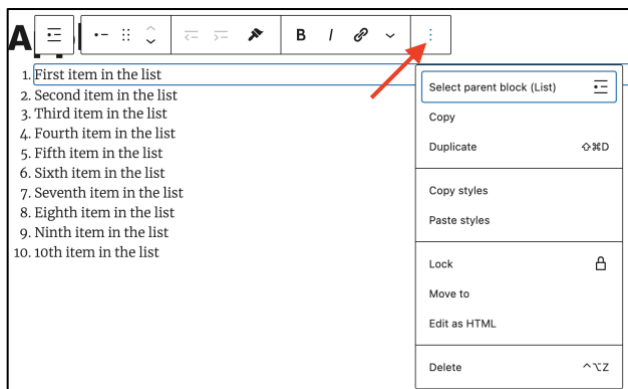 B I
1. First item in the list
2. Second item in the list
3. Third item in the list
4. Fourth item in the list
5. Fifth item in the list
6. Sixth item in the list
7. Seventh item in the list
8. Eighth item in the list
9. Ninth item in the list
10. 10th item in the list
Select parent block (List)
Copy
Duplicate ⇧⌘D
Copy styles
Paste styles
Lock
Move to
Edit as HTML
Delete ^⌥Z